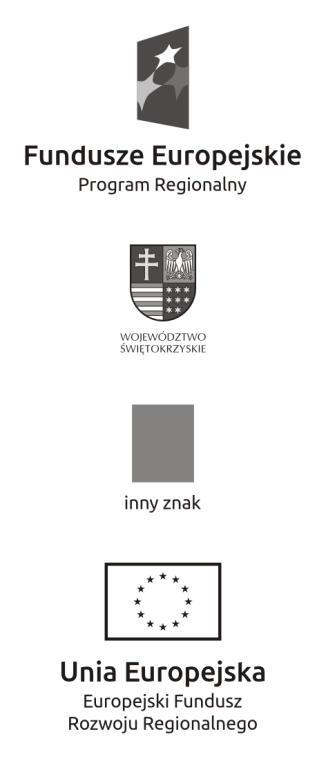 Fundusze Europejskie
Program Regionalny
WOJEWÓDZTWO
ŚWIĘTOKRZYSKIE
inny znak
Unia Europejska
Europejski Fundusz
Rozwoju Regionalnego